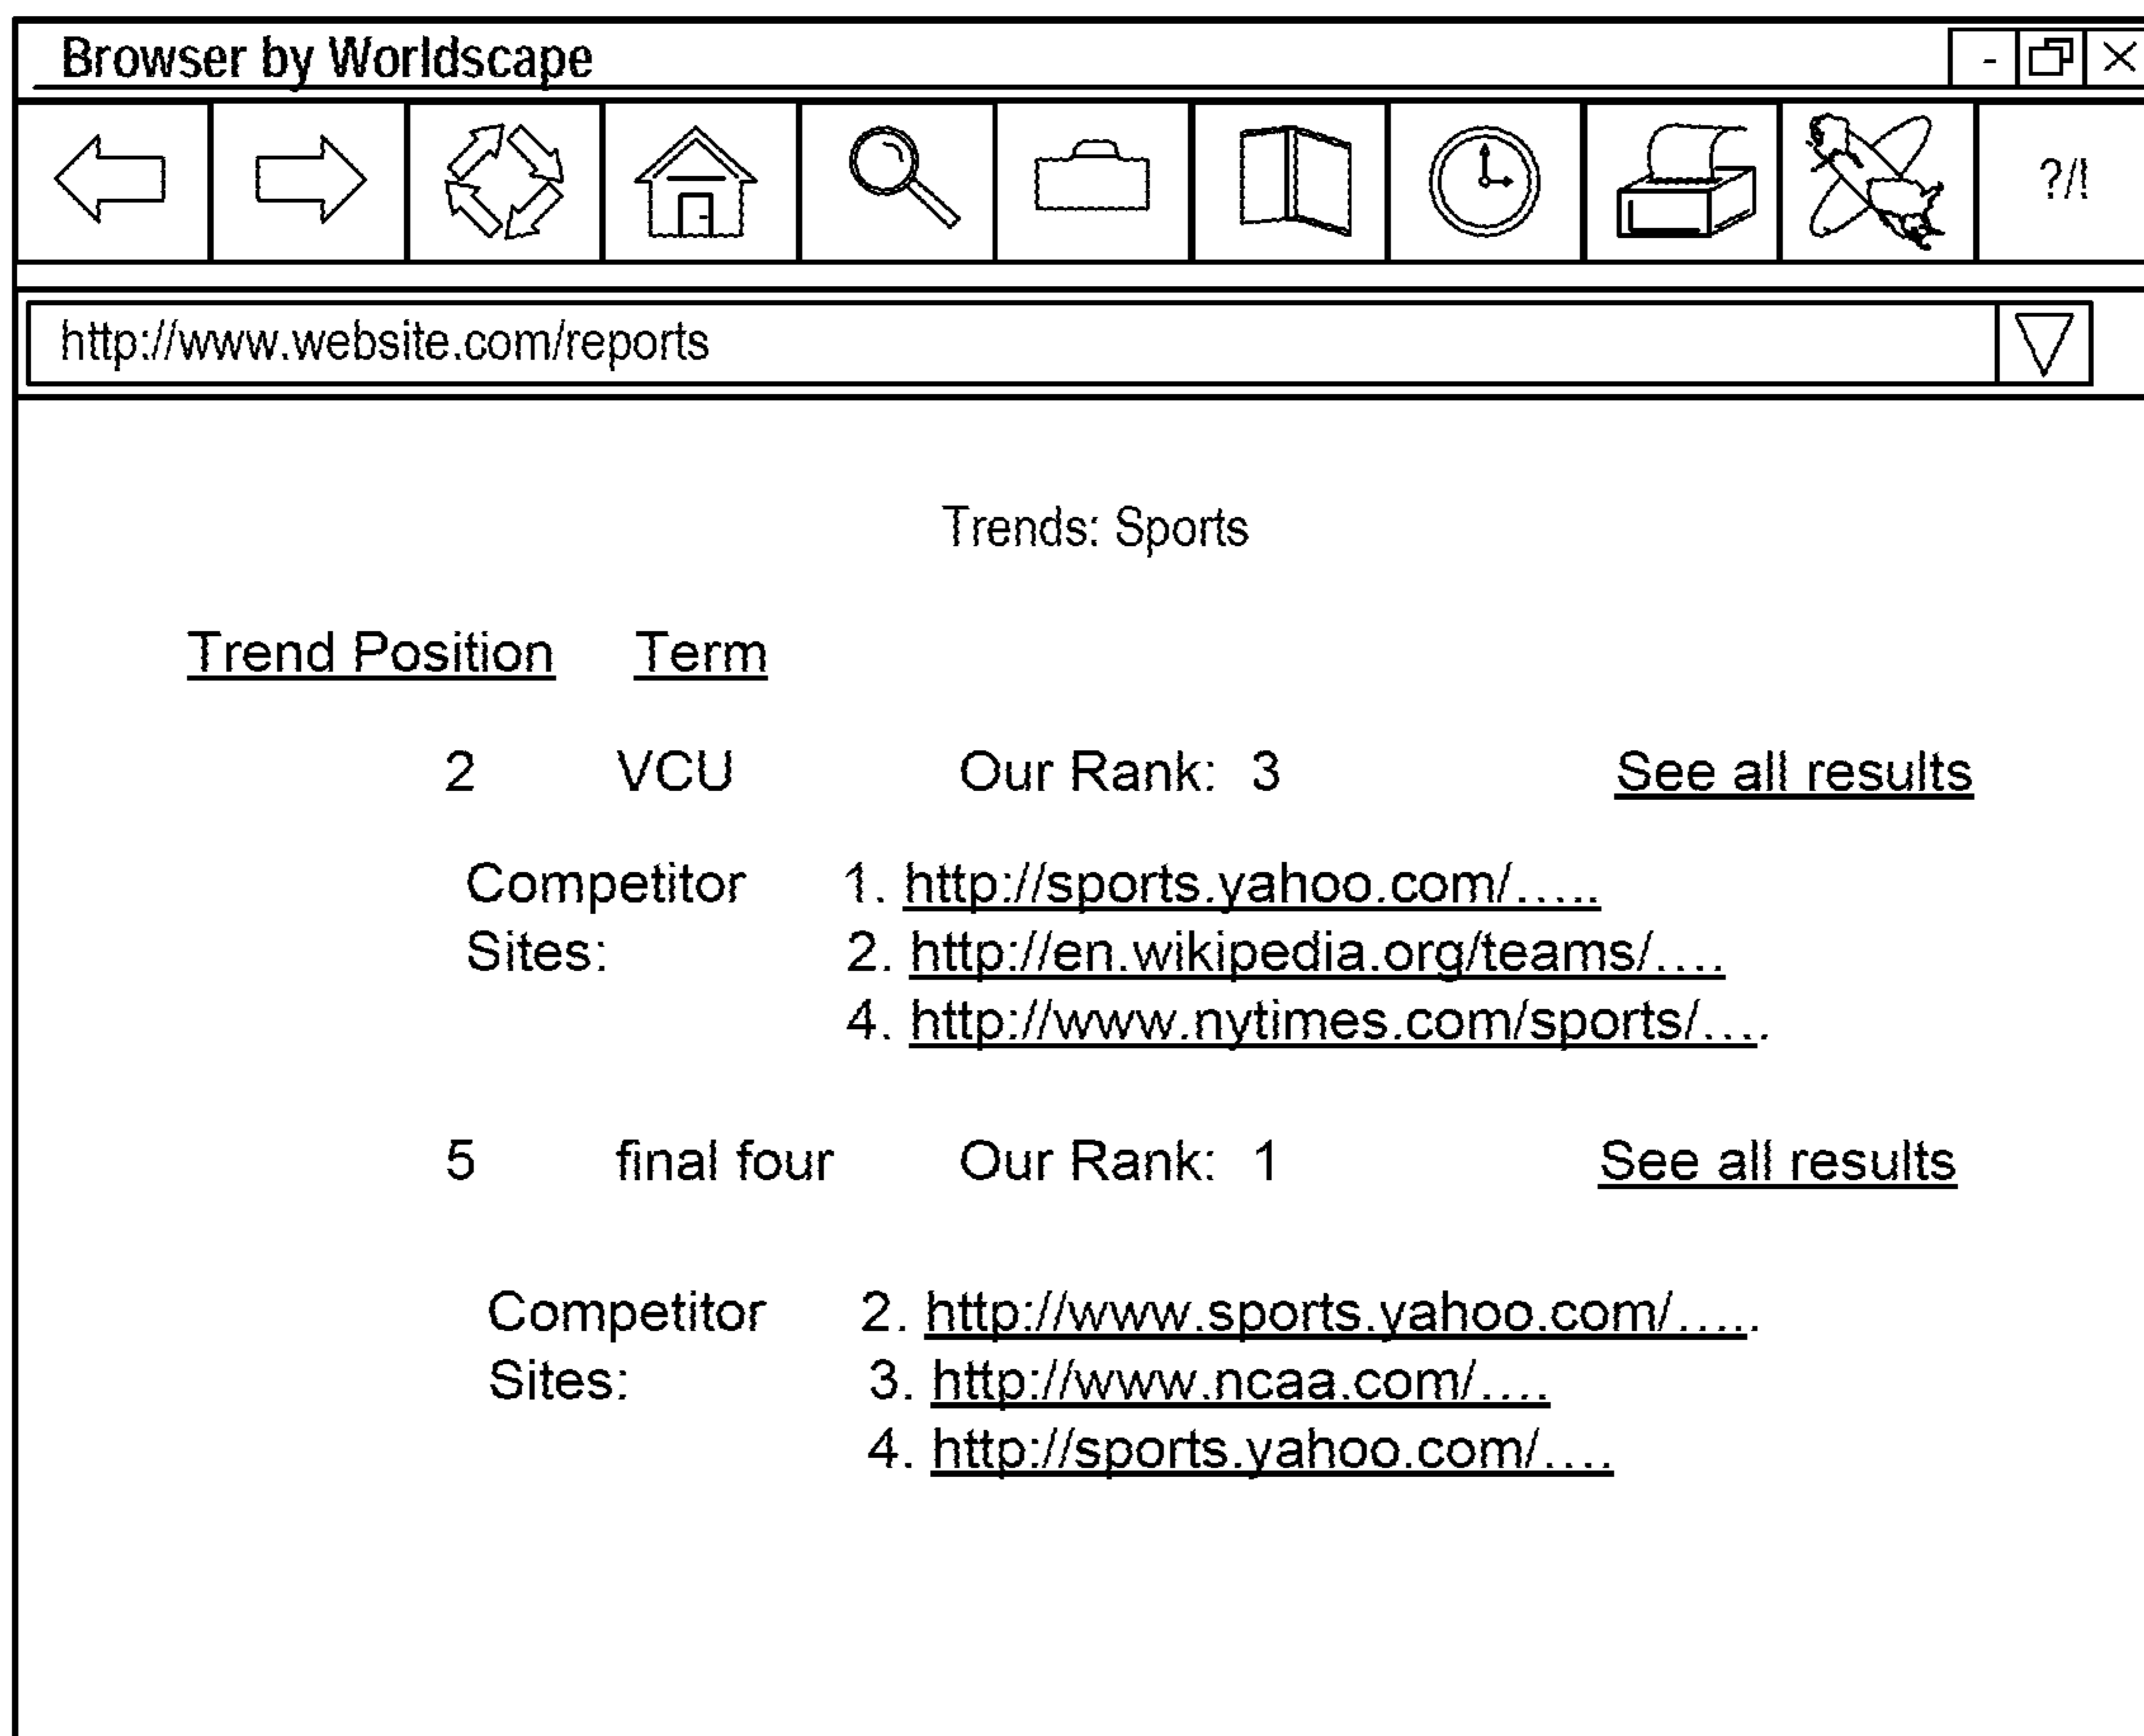 Browser by Worldscape
-
?/!
http://www.website.com/reports
Trends: Sports
Trend Position Term
2 VCU Our Rank: 3 See all results
Competitor 1. http://sports.yahoo.com/.....
Sites: 2. http://en.wikipedia.org/teams/....
4. http://www.nytimes.com/sports/....
5 final four Our Rank: 1 See all results
Competitor 2. http://www.sports.yahoo.com/.....
Sites: 3. http://www.ncaa.com/....
4. http://sports.yahoo.com/....